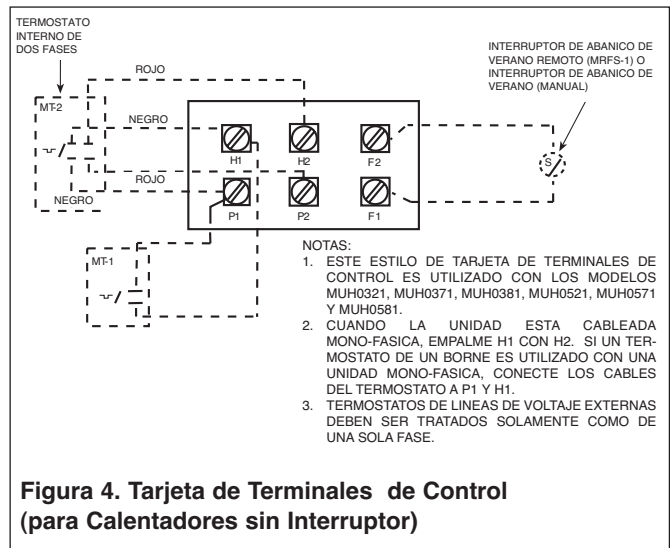 TERMOSTATO
INTERNO DE
DOS FASES
INTERRUPTOR DE ABANICO DE
VERANO REMOTO (MRFS-1) O
INTERRUPTOR DE ABANICO DE
VERANO (MANUAL)
ROJO
MT-2
NEGRO
H1
H2
F2
S
ROJO
NEGRO
P1
P2
F1
MT-1
NOTAS:
1. ESTE ESTILO DE TARJETA DE TERMINALES DE
CONTROL ES UTILIZADO CON LOS MODELOS
MUH0321, MUH0371, MUH0381, MUH0521, MUH0571
Y MUH0581.
2. CUANDO LA UNIDAD ESTA CABLEADA
MONO-FASICA, EMPALME H1 CON H2. SI UN TER-
MOSTATO DE UN BORNE ES UTILIZADO CON UNA
UNIDAD MONO-FASICA, CONECTE LOS CABLES
DEL TERMOSTATO A P1 Y H1.
3. TERMOSTATOS DE LINEAS DE VOLTAJE EXTERNAS
DEBEN SER TRATADOS SOLAMENTE COMO DE
UNA SOLA FASE.
Figura 4. Tarjeta de Terminales de Control
(para Calentadores sin Interruptor)